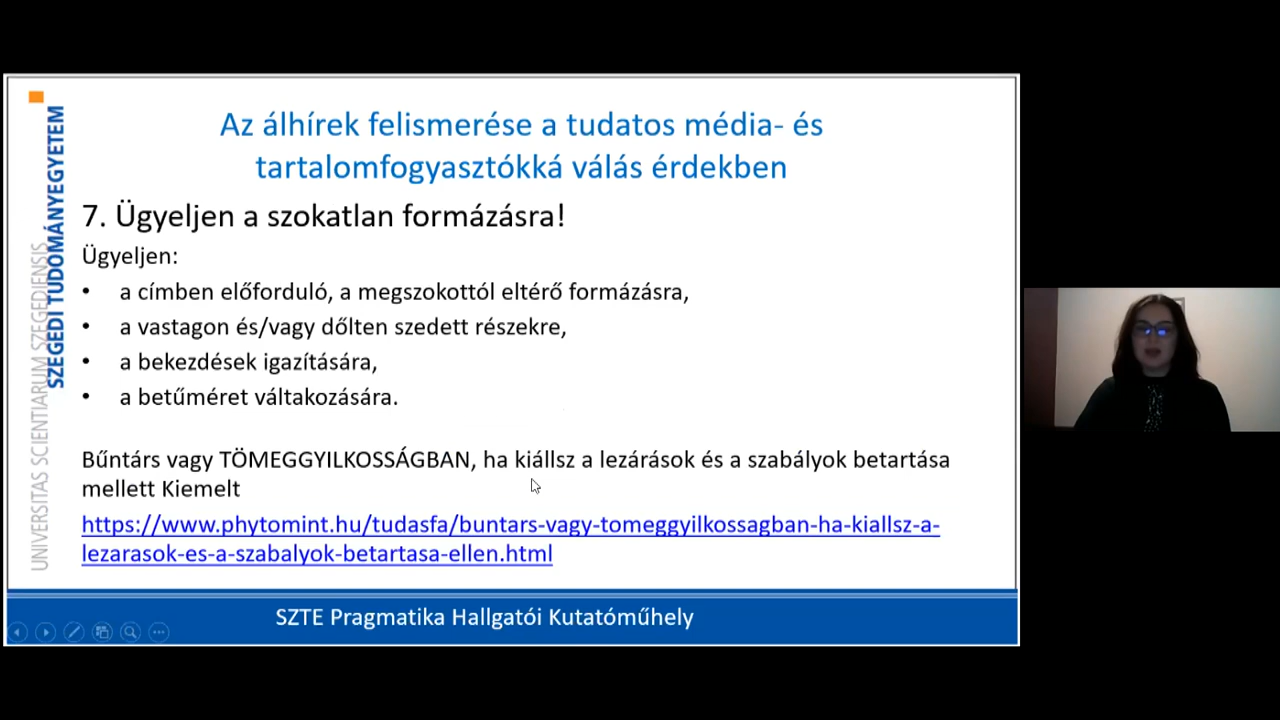 Az álhírek felismerése a tudatos média- és
tartalomfogyasztókká válás érdekben
7. Ügyeljen a szokatlan formázásra!
Ügyeljen:
• a címben előforduló, a megszokottól eltérő formázásra,
• a vastagon és/vagy dőlten szedett részekre,
• a bekezdések igazítására,
• a betűméret váltakozására.
Bűntárs vagy TÖMEGGYILKOSSÁGBAN, ha kiállsz a lezárások és a szabályok betartása
mellett Kiemelt
https://www.phytomint.hu/tudasfa/buntars-vagy-tomeggyilkossagban-ha-kiallsz-a-
lezarasok-es-a-szabalyok-betartasa-ellen.html
SZTE Pragmatika Hallgatói Kutatóműhely
UNIVERSITAS SCIENTIARUM SZEGEDIENSIS
SZEGEDI TUDOMÁNYEGYETEM